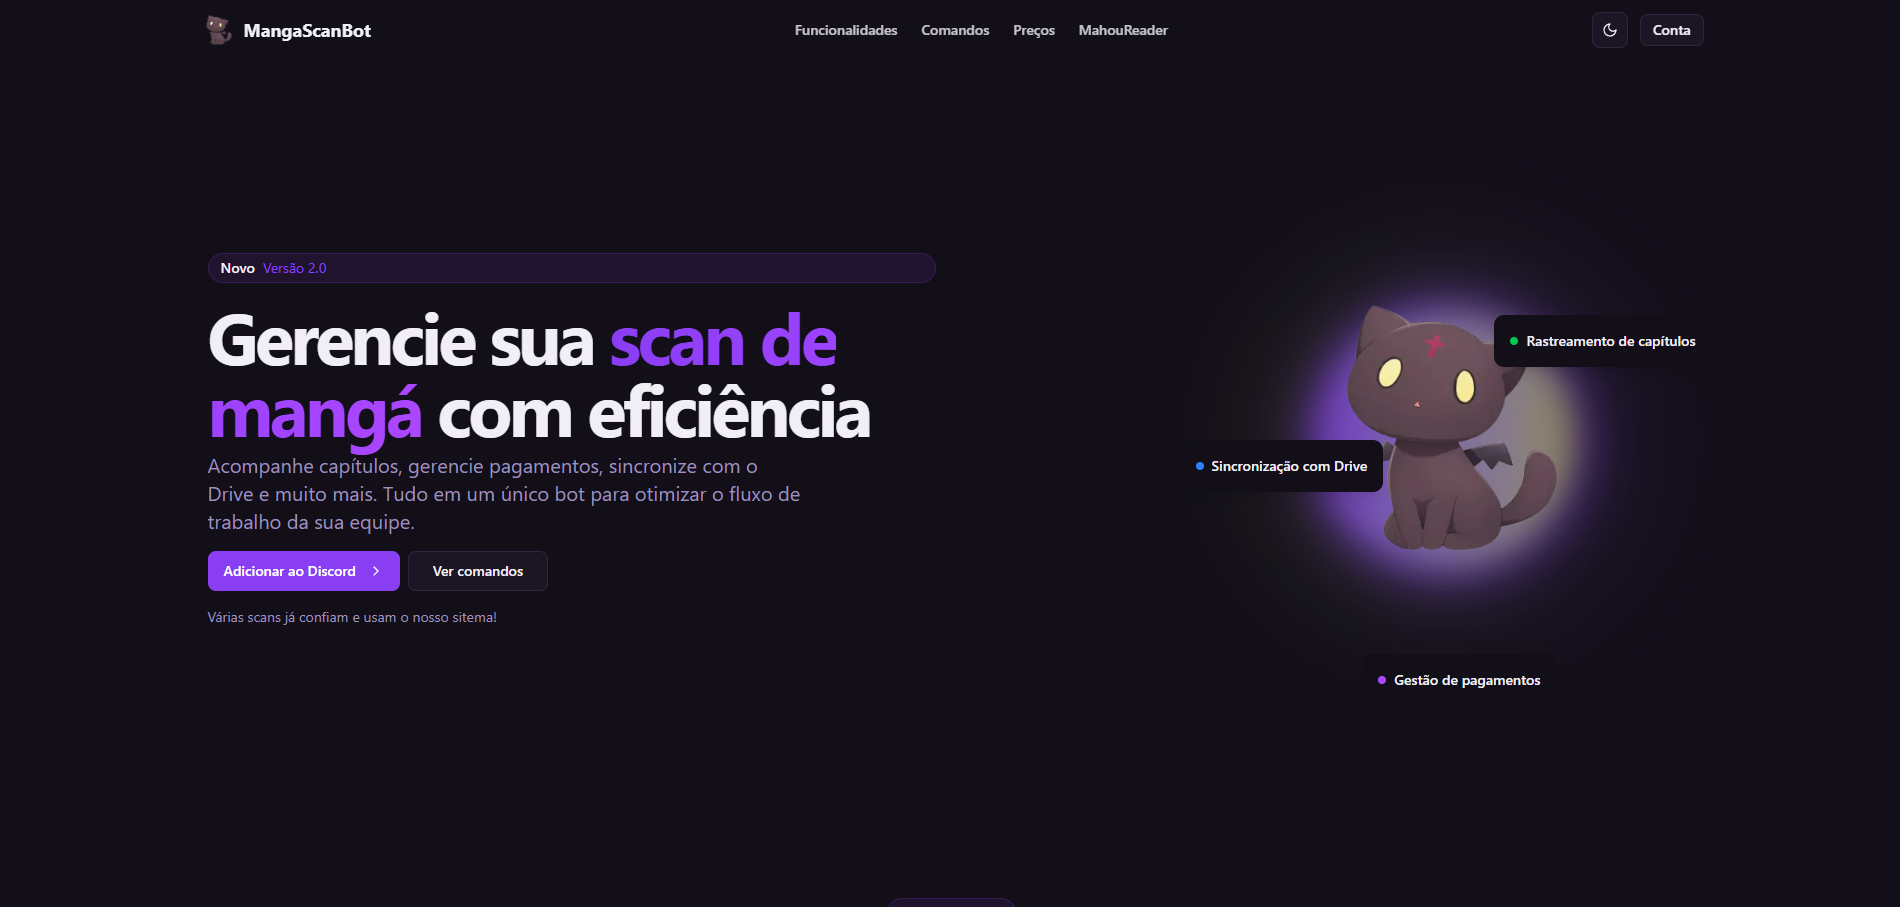 MangaScanBot
Funcionalidades Comandos Preços MahouReader
Conta
Novo Versão 2.0
Gerencie sua scan de
mangá com eficiência
Acompanhe capítulos, gerencie pagamentos, sincronize com o
Drive e muito mais. Tudo em um único bot para otimizar o fluxo de
trabalho da sua equipe.
Adicionar ao Discord
Ver comandos
Várias scans já confiam e usam o nosso sitema!
Rastreamento de capítulos
Sincronização com Drive
Gestão de pagamentos